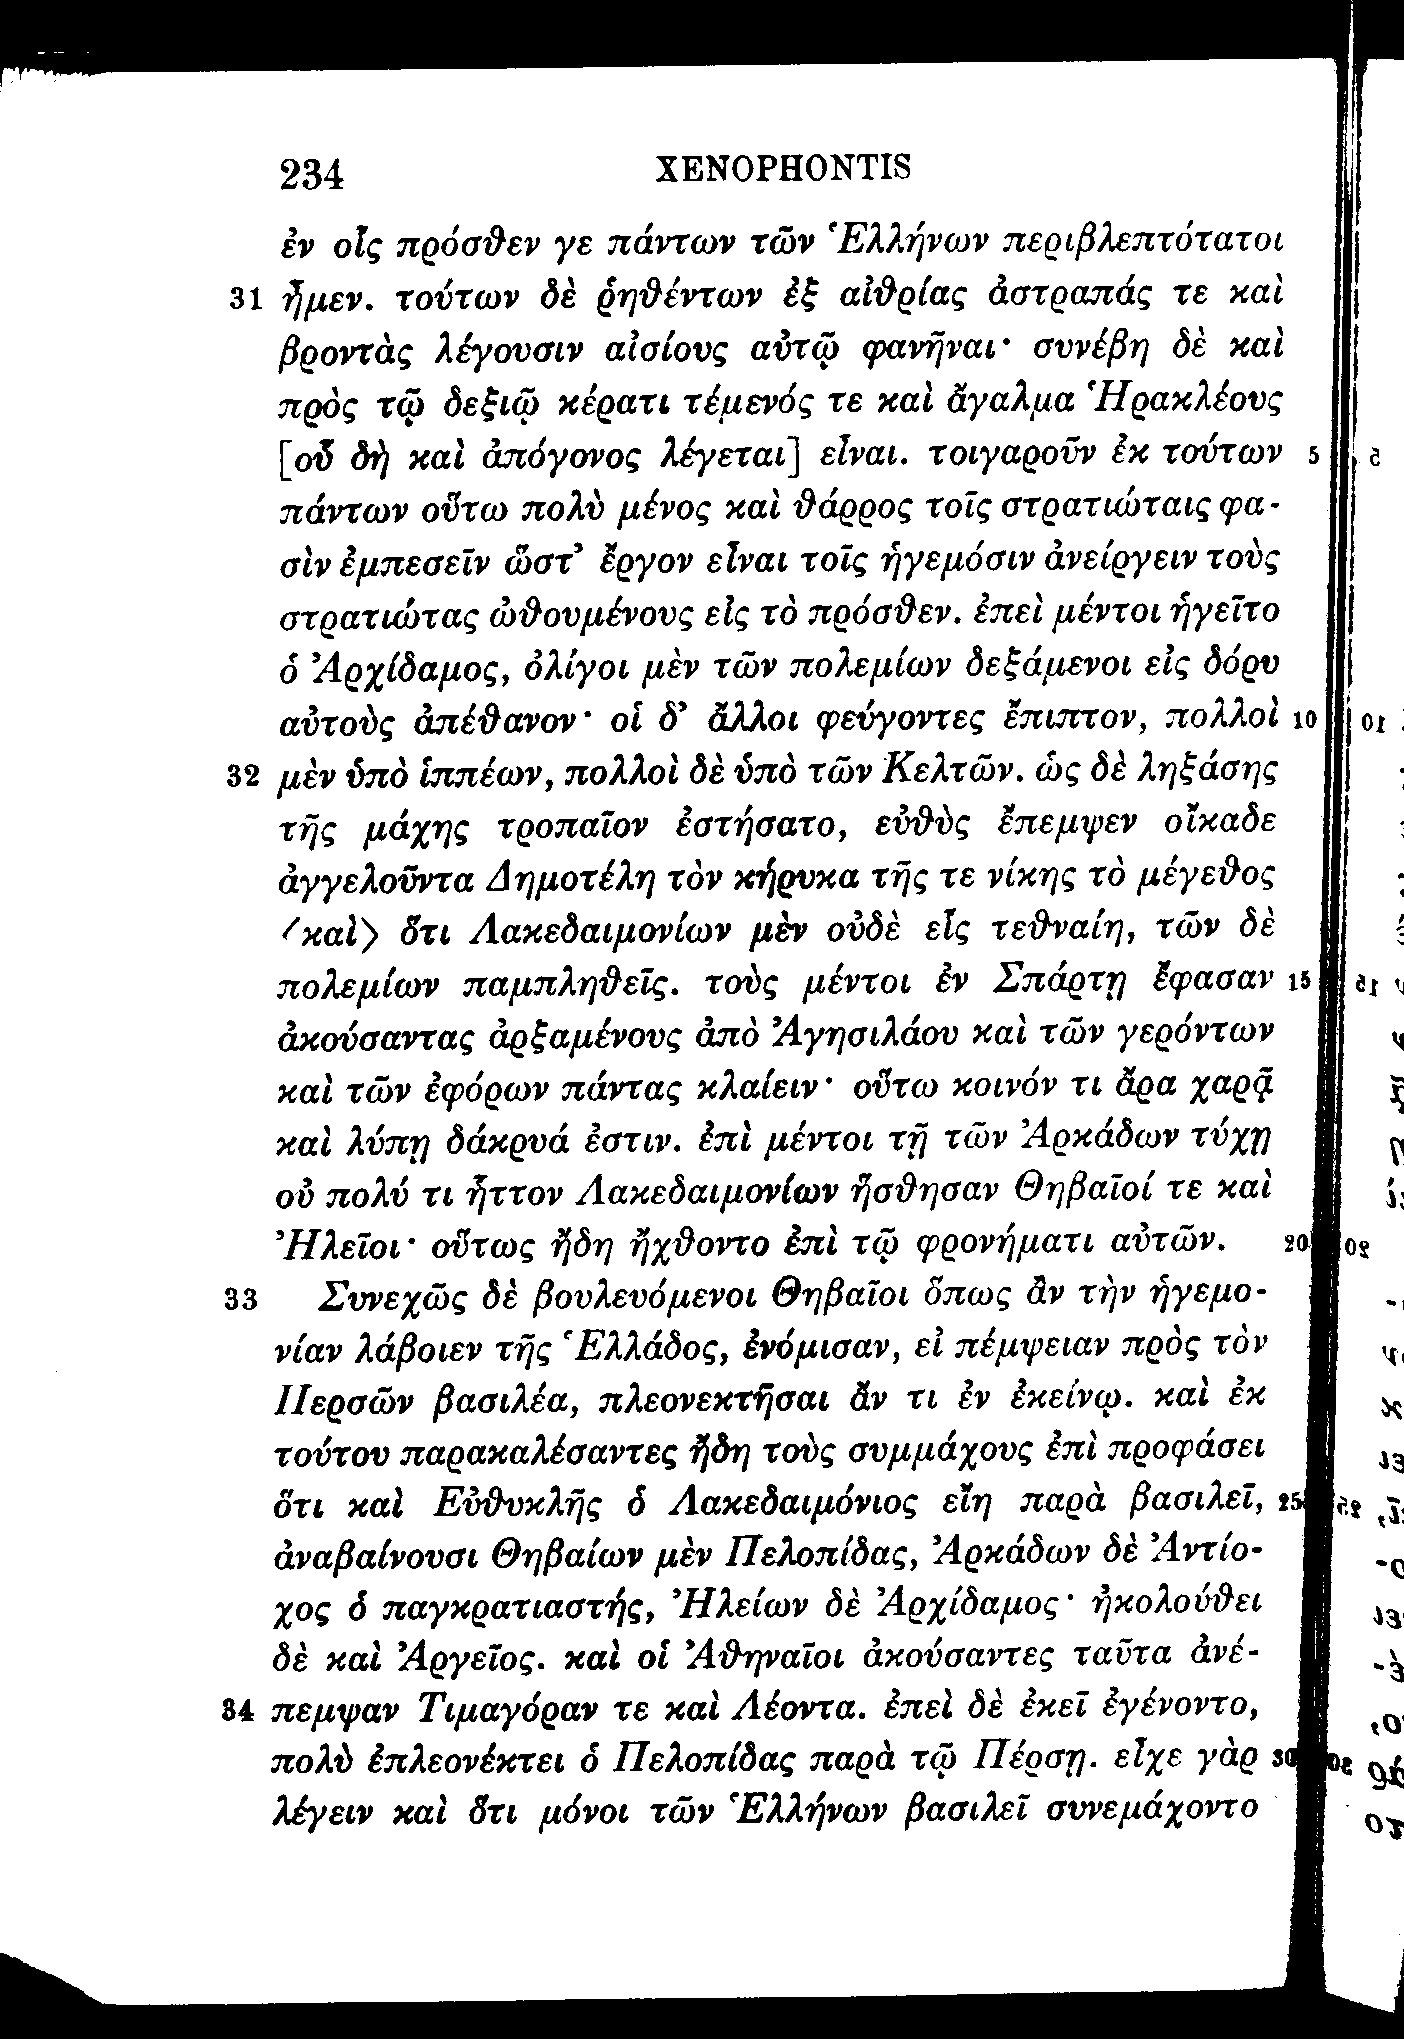 234 XENOPHONTIS
ἐν οἷς πρόσθεν γε πάντων τῶν Ἑλλήνων περιβλεπτότατοι
31 ἦμεν. τούτων δὲ ῥηθέντων ἐξ αἰθρίας ἀστραπάς τε καὶ
βροντὰς λέγουσιν αἰσίους αὐτῷ φανῆναι· συνέβη δὲ καὶ
πρὸς τῷ δεξιῷ κέρατι τέμενός τε καὶ ἄγαλμα Ἡρακλέους
[οὗ δὴ καὶ ἀπόγονος λέγεται] εἶναι. τοιγαροῦν ἐκ τούτων 5
πάντων οὕτω πολὺ μένος καὶ θάρρος τοῖς στρατιώταις φα-
σὶν ἐμπεσεῖν ὥστ’ ἔργον εἶναι τοῖς ἡγεμόσιν ἀνείργειν τοὺς
στρατιώτας ὠθουμένους εἰς τὸ πρόσθεν. ἐπεὶ μέντοι ἡγεῖτο
ὁ Ἀρχίδαμος, ὀλίγοι μὲν τῶν πολεμίων δεξάμενοι εἰς δόρυ
αὐτοὺς ἀπέθανον· οἱ δ’ ἄλλοι φεύγοντες ἔπιπτον, πολλοὶ 10
32 μὲν ὑπὸ ἱππέων, πολλοὶ δὲ ὑπὸ τῶν Κελτῶν. ὡς δὲ ληξάσης
τῆς μάχης τροπαῖον ἐστήσατο, εὐθὺς ἔπεμψεν οἴκαδε
ἀγγελοῦντα Δημοτέλη τὸν κήρυκα τῆς τε νίκης τὸ μέγεθος
⟨καὶ⟩ ὅτι Λακεδαιμονίων μὲν οὐδὲ εἷς τεθναίη, τῶν δὲ
πολεμίων παμπληθεῖς. τοὺς μέντοι ἐν Σπάρτῃ ἔφασαν 15
ἀκούσαντας ἀρξαμένους ἀπὸ Ἀγησιλάου καὶ τῶν γερόντων
καὶ τῶν ἐφόρων πάντας κλαίειν· οὕτω κοινόν τι ἄρα χαρᾷ
καὶ λύπῃ δάκρυά ἐστιν. ἐπὶ μέντοι τῇ τῶν Ἀρκάδων τύχῃ
οὐ πολύ τι ἧττον Λακεδαιμονίων ἥσθησαν Θηβαῖοί τε καὶ
Ἠλεῖοι· οὕτως ἤδη ἤχθοντο ἐπὶ τῷ φρονήματι αὐτῶν. 20
33 Συνεχῶς δὲ βουλευόμενοι Θηβαῖοι ὅπως ἂν τὴν ἡγεμο-
νίαν λάβοιεν τῆς Ἑλλάδος, ἐνόμισαν, εἰ πέμψειαν πρὸς τὸν
Περσῶν βασιλέα, πλεονεκτῆσαι ἄν τι ἐν ἐκείνῳ. καὶ ἐκ
τούτου παρακαλέσαντες ἤδη τοὺς συμμάχους ἐπὶ προφάσει
ὅτι καὶ Εὐθυκλῆς ὁ Λακεδαιμόνιος εἴη παρὰ βασιλεῖ, 25
ἀναβαίνουσι Θηβαίων μὲν Πελοπίδας, Ἀρκάδων δὲ Ἀντίο-
χος ὁ παγκρατιαστής, Ἠλείων δὲ Ἀρχίδαμος· ἠκολούθει
δὲ καὶ Ἀργεῖος. καὶ οἱ Ἀθηναῖοι ἀκούσαντες ταῦτα ἀνέ-
34 πεμψαν Τιμαγόραν τε καὶ Λέοντα. ἐπεὶ δὲ ἐκεῖ ἐγένοντο,
πολὺ ἐπλεονέκτει ὁ Πελοπίδας παρὰ τῷ Πέρσῃ. εἶχε γὰρ 30
λέγειν καὶ ὅτι μόνοι τῶν Ἑλλήνων βασιλεῖ συνεμάχοντο